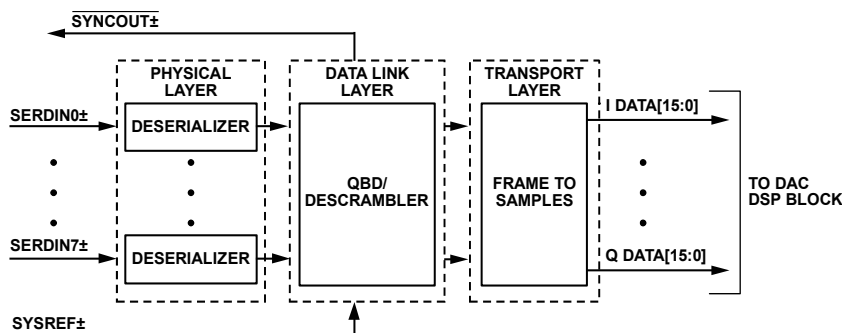 SYNCOUT±
PHYSICAL
LAYER
DATA LINK
LAYER
TRANSPORT
LAYER
SERDIN0±
DESERIALIZER
I DATA[15:0]
QBD/
DESCRAMBLER
FRAME TO
SAMPLES
TO DAC
DSP BLOCK
SERDIN7±
DESERIALIZER
Q DATA[15:0]
SYSREF±